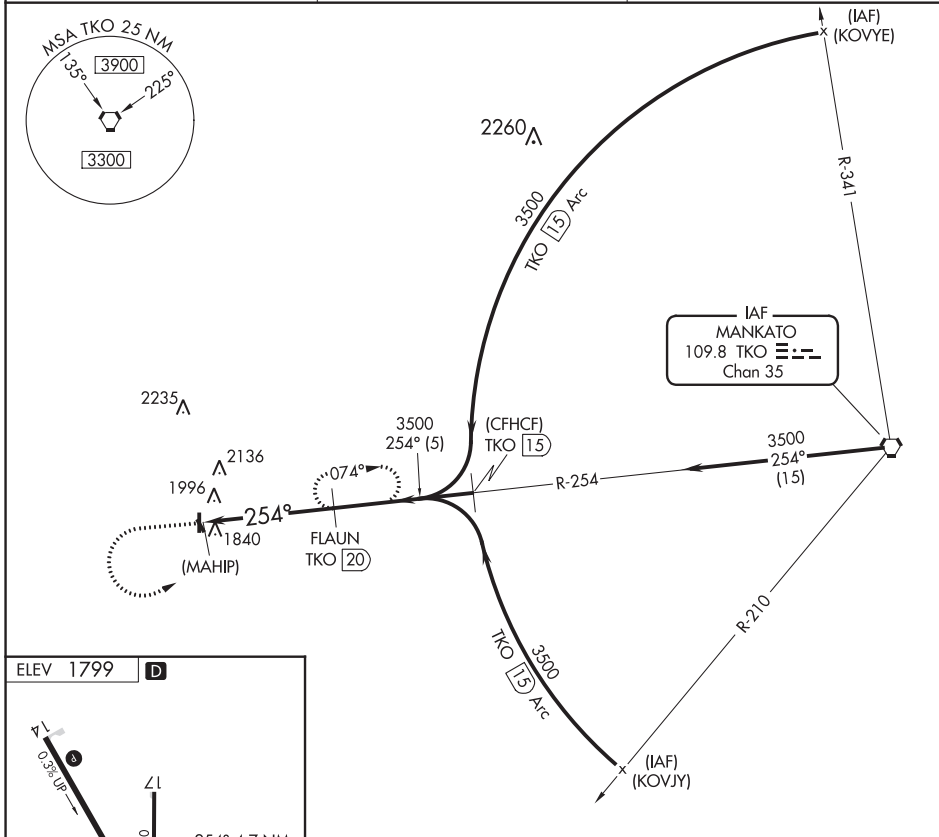 MSA TKO 25 NM
135°
3900
225°
3300
(IAF)
(KOVYE)
2260
R-341
3500
TKO 15 Arc
IAF
MANKATO
109.8 TKO
Chan 35
2235
2136
1996
1840
3500
254° (5)
(CFHCF)
TKO 15
3500
254°
(15)
R-254
074°
254°
FLAUN
TKO 20
(MAHIP)
R-210
3500
TKO 15 Arc
(IAF)
(KOVJY)
ELEV 1799 D
14
0.3% UP
P
17